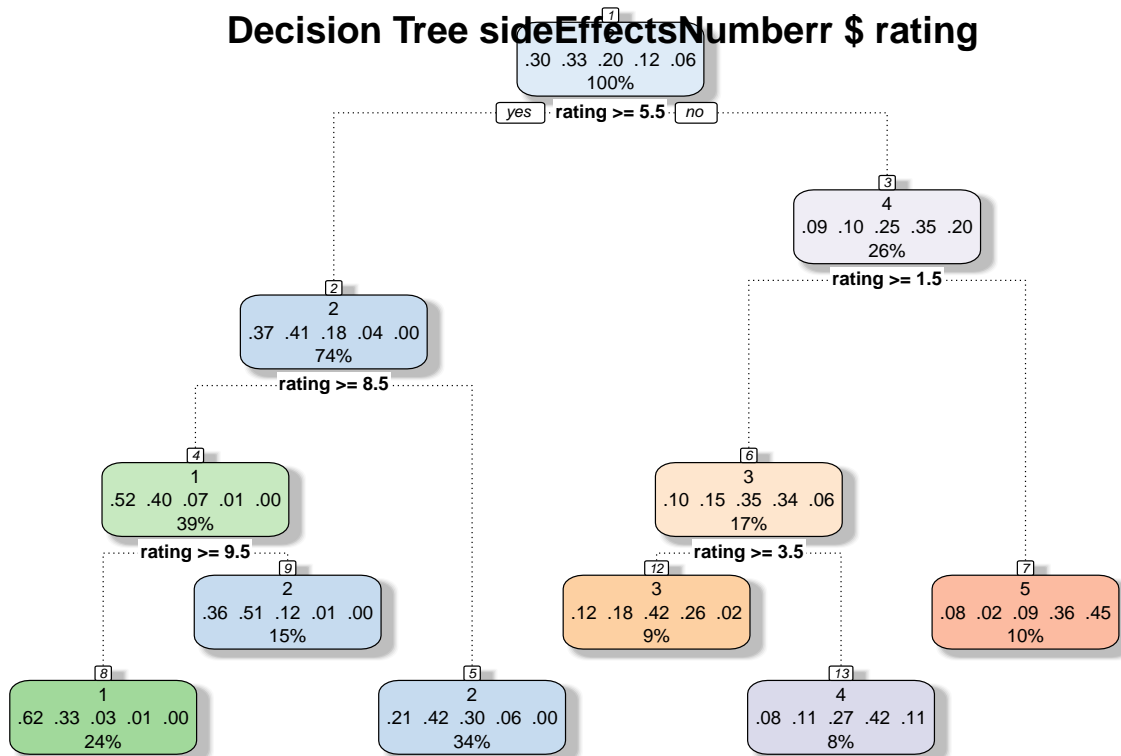 Decision Tree sideEffectsNumberr $ rating
1
.30 .33 .20 .12 .06
100%
yes rating >= 5.5 no
3
4
.09 .10 .25 .35 .20
26%
rating >= 1.5
2
2
.37 .41 .18 .04 .00
74%
rating >= 8.5
4
1
.52 .40 .07 .01 .00
39%
rating >= 9.5
6
3
.10 .15 .35 .34 .06
17%
rating >= 3.5
9
2
.36 .51 .12 .01 .00
15%
12
3
.12 .18 .42 .26 .02
9%
7
5
.08 .02 .09 .36 .45
10%
8
1
.62 .33 .03 .01 .00
24%
5
2
.21 .42 .30 .06 .00
34%
13
4
.08 .11 .27 .42 .11
8%